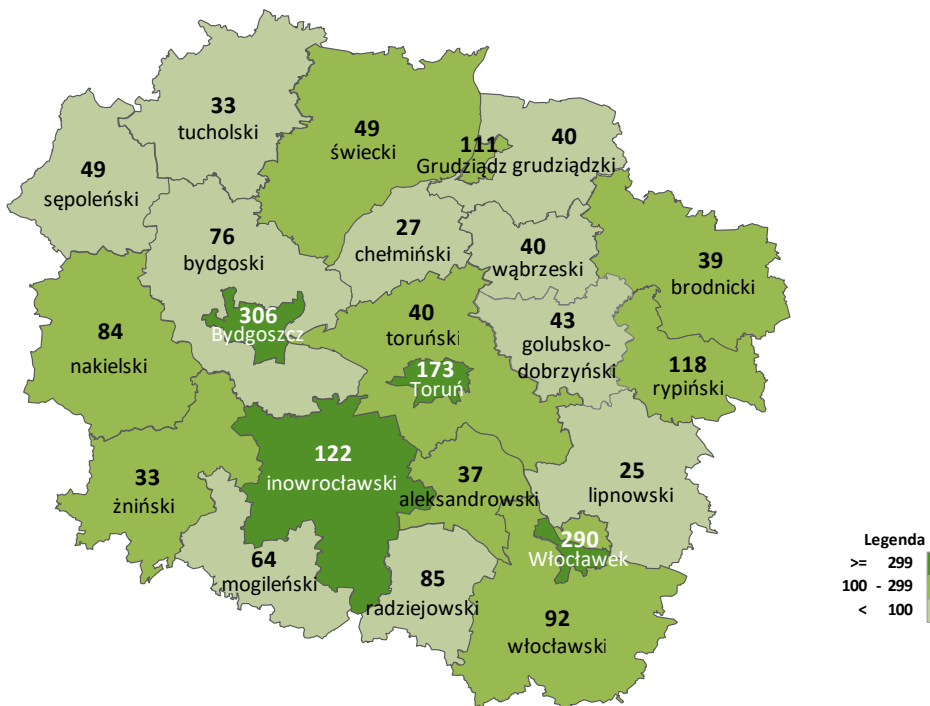 33
tucholski
49
świecki
111
Grudziądz
40
grudziądzki
49
sępoleński
76
bydgoski
27
chełmiński
40
wąbrzeski
39
brodnicki
306
Bydgoszcz
84
nakielski
40
toruński
43
golubsko-
dobrzyński
118
rypiński
173
Toruń
122
inowrocławski
33
żniński
37
aleksandrowski
25
lipnowski
290
Włocławek
64
mogileński
85
radziejowski
92
włocławski
Legenda
>= 299
100 - 299
< 100